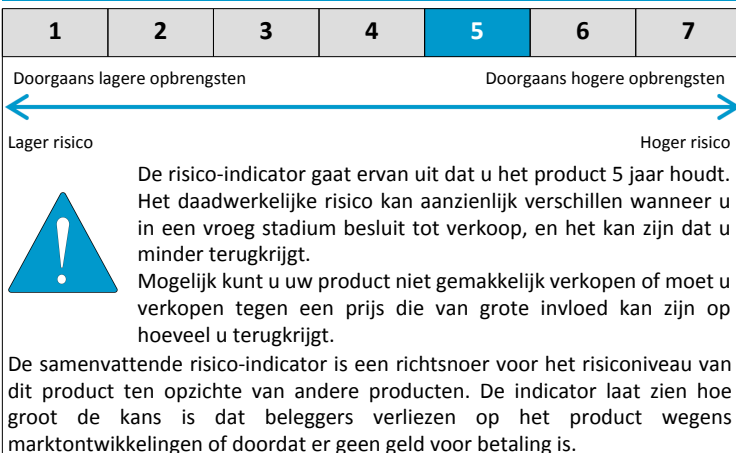 1 2 3 4 5 6 7
Doorgaans lagere opbrengsten Doorgaans hogere opbrengsten
Lager risico Hoger risico
De risico-indicator gaat ervan uit dat u het product 5 jaar houdt.
Het daadwerkelijke risico kan aanzienlijk verschillen wanneer u
in een vroeg stadium besluit tot verkoop, en het kan zijn dat u
minder terugkrijgt.
Mogelijk kunt u uw product niet gemakkelijk verkopen of moet u
verkopen tegen een prijs die van grote invloed kan zijn op
hoeveel u terugkrijgt.
De samenvattende risico-indicator is een richtsnoer voor het risiconiveau van
dit product ten opzichte van andere producten. De indicator laat zien hoe
groot de kans is dat beleggers verliezen op het product wegens
marktontwikkelingen of doordat er geen geld voor betaling is.